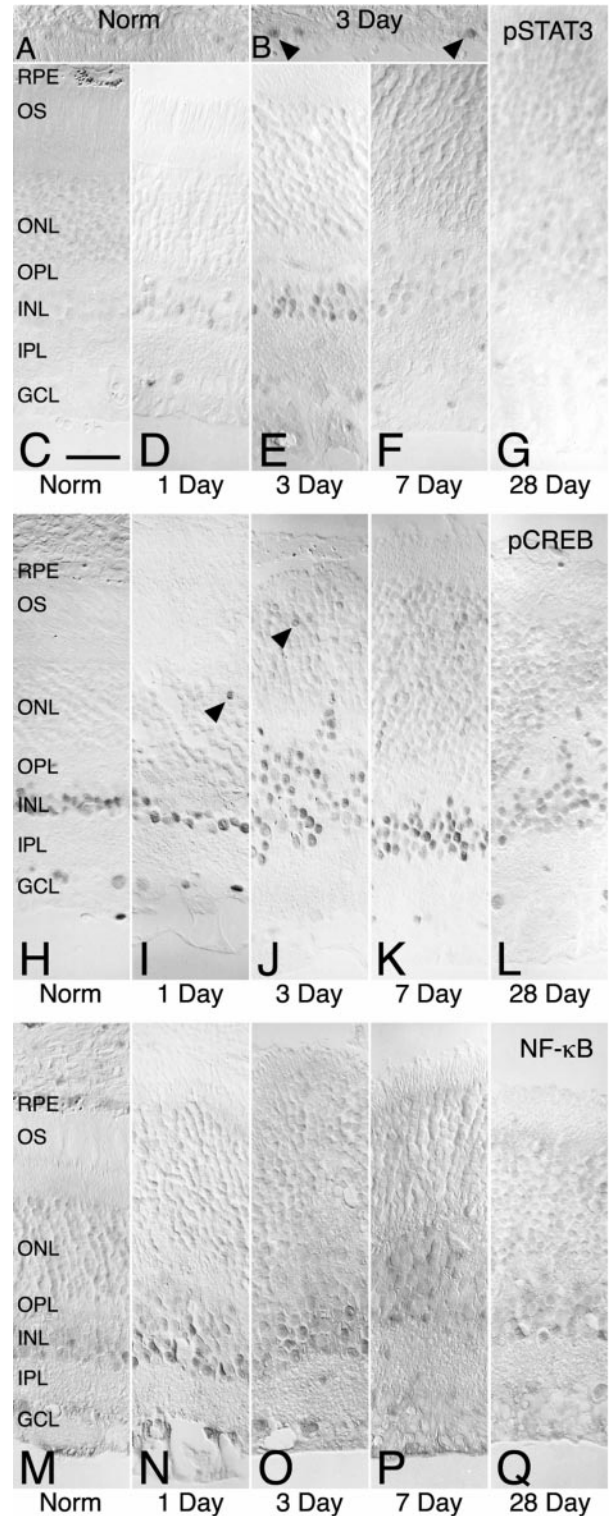 Norm 3 Day
A B pSTAT3
RPE
OS
ONL
OPL
INL
IPL
GCL
C D E F G
Norm 1 Day 3 Day 7 Day 28 Day
pCREB
RPE
OS
ONL
OPL
INL
IPL
GCL
H I J K L
Norm 1 Day 3 Day 7 Day 28 Day
NF-κB
RPE
OS
ONL
OPL
INL
IPL
GCL
M N O P Q
Norm 1 Day 3 Day 7 Day 28 Day